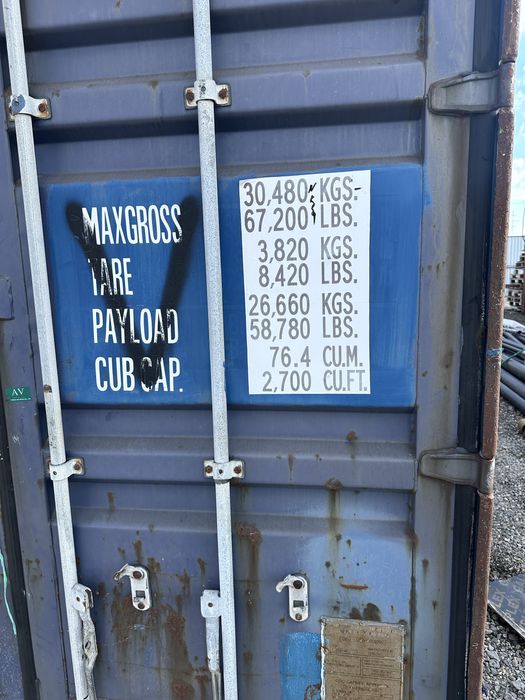 MAXGROSS 30,480 KGS.
67,200 LBS.
TARE 3,820 KGS.
8,420 LBS.
PAYLOAD 26,660 KGS.
58,780 LBS.
CUB CAP. 76.4 CU.M.
2,700 CU.FT.
AV